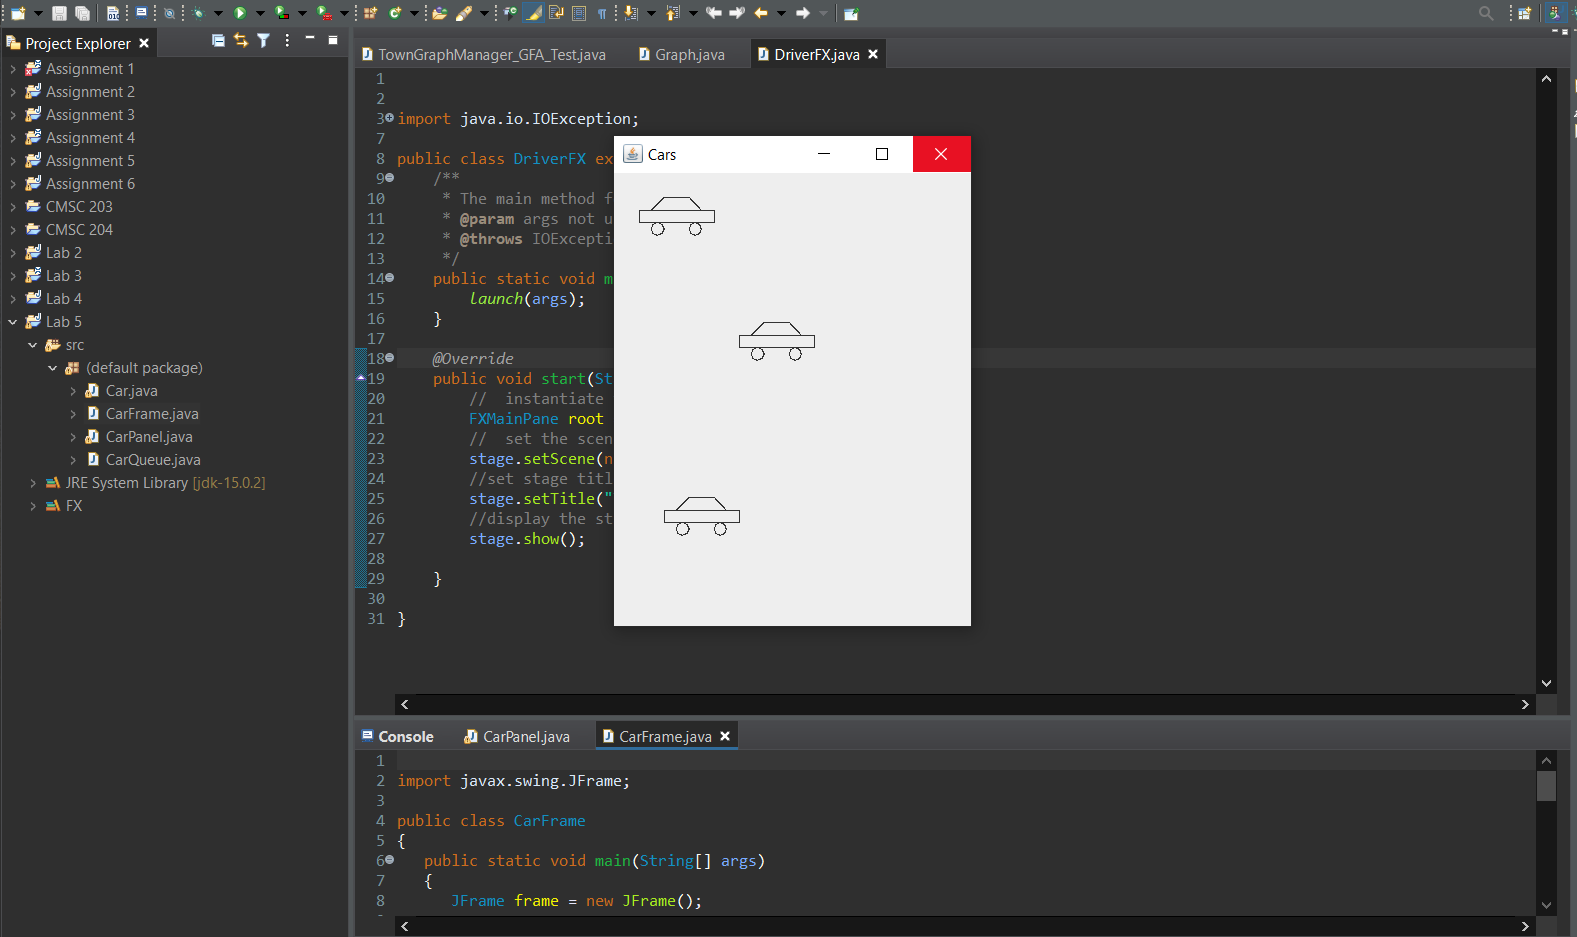 Project Explorer
Assignment 1
Assignment 2
Assignment 3
Assignment 4
Assignment 5
Assignment 6
CMSC 203
CMSC 204
Lab 2
Lab 3
Lab 4
Lab 5
src
(default package)
Car.java
CarFrame.java
CarPanel.java
CarQueue.java
JRE System Library [jdk-15.0.2]
FX
TownGraphManager_GFA_Test.java
Graph.java
DriverFX.java
1
2
3 import java.io.IOException;
7
8 public class DriverFX ex
9 /**
10 * The main method f
11 * @param args not u
12 * @throws IOExcepti
13 */
14 public static void m
15 launch(args);
16 }
17
18 @Override
19 public void start(St
20 // instantiate
21 FXMainPane root
22 // set the scen
23 stage.setScene(n
24 //set stage titl
25 stage.setTitle("
26 //display the st
27 stage.show();
28
29 }
30
31 }
Cars
Console
CarPanel.java
CarFrame.java
1
2 import javax.swing.JFrame;
3
4 public class CarFrame
5 {
6 public static void main(String[] args)
7 {
8 JFrame frame = new JFrame();